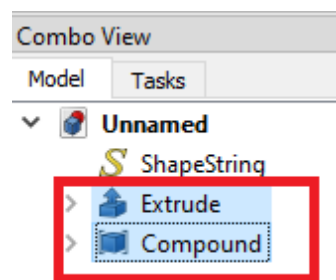 Combo View
Model Tasks
Unnamed
ShapeString
Extrude
Compound